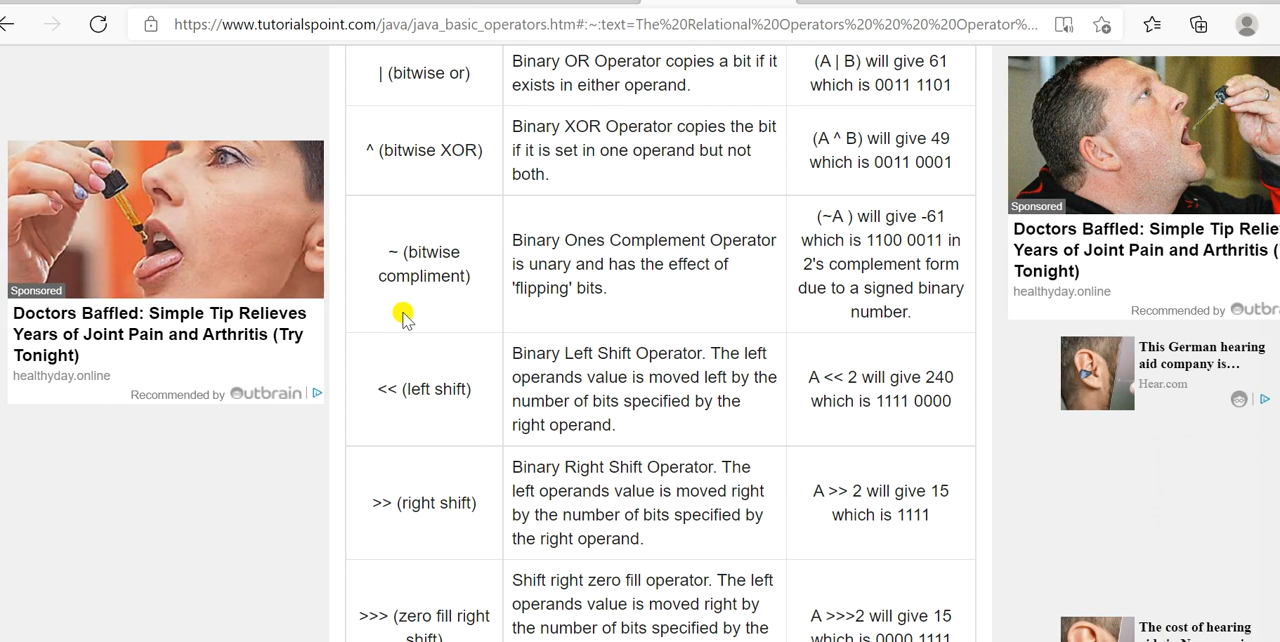 https://www.tutorialspoint.com/java/java_basic_operators.htm#:~:text=The%20Relational%20Operators%20%20%20%20Operator%...
| (bitwise or)
Binary OR Operator copies a bit if it
exists in either operand.
(A | B) will give 61
which is 0011 1101
^ (bitwise XOR)
Binary XOR Operator copies the bit
if it is set in one operand but not
both.
(A ^ B) will give 49
which is 0011 0001
~ (bitwise
compliment)
Binary Ones Complement Operator
is unary and has the effect of
'flipping' bits.
(~A ) will give -61
which is 1100 0011 in
2's complement form
due to a signed binary
number.
<< (left shift)
Binary Left Shift Operator. The left
operands value is moved left by the
number of bits specified by the
right operand.
A << 2 will give 240
which is 1111 0000
>> (right shift)
Binary Right Shift Operator. The
left operands value is moved right
by the number of bits specified by
the right operand.
A >> 2 will give 15
which is 1111
>>> (zero fill right
shift)
Shift right zero fill operator. The left
operands value is moved right by
the number of bits specified by the
A >>>2 will give 15
which is 0000 1111
Sponsored
Doctors Baffled: Simple Tip Relieves
Years of Joint Pain and Arthritis (Try
Tonight)
healthyday.online
Recommended by Outbrain
Sponsored
Doctors Baffled: Simple Tip Relie
Years of Joint Pain and Arthritis (
Tonight)
healthyday.online
Recommended by Outbra
This German hearing
aid company is...
Hear.com
The cost of hearing